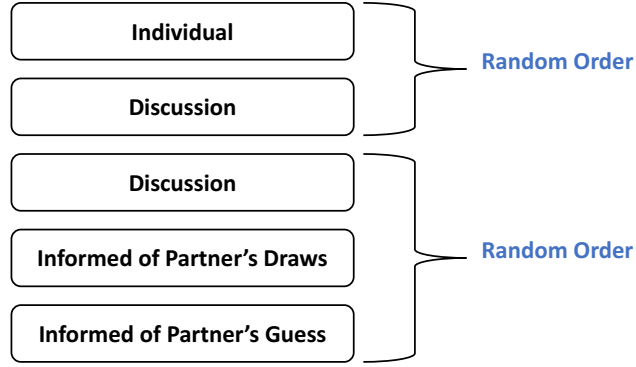 Individual
Random Order
Discussion
Discussion
Informed of Partner’s Draws
Random Order
Informed of Partner’s Guess